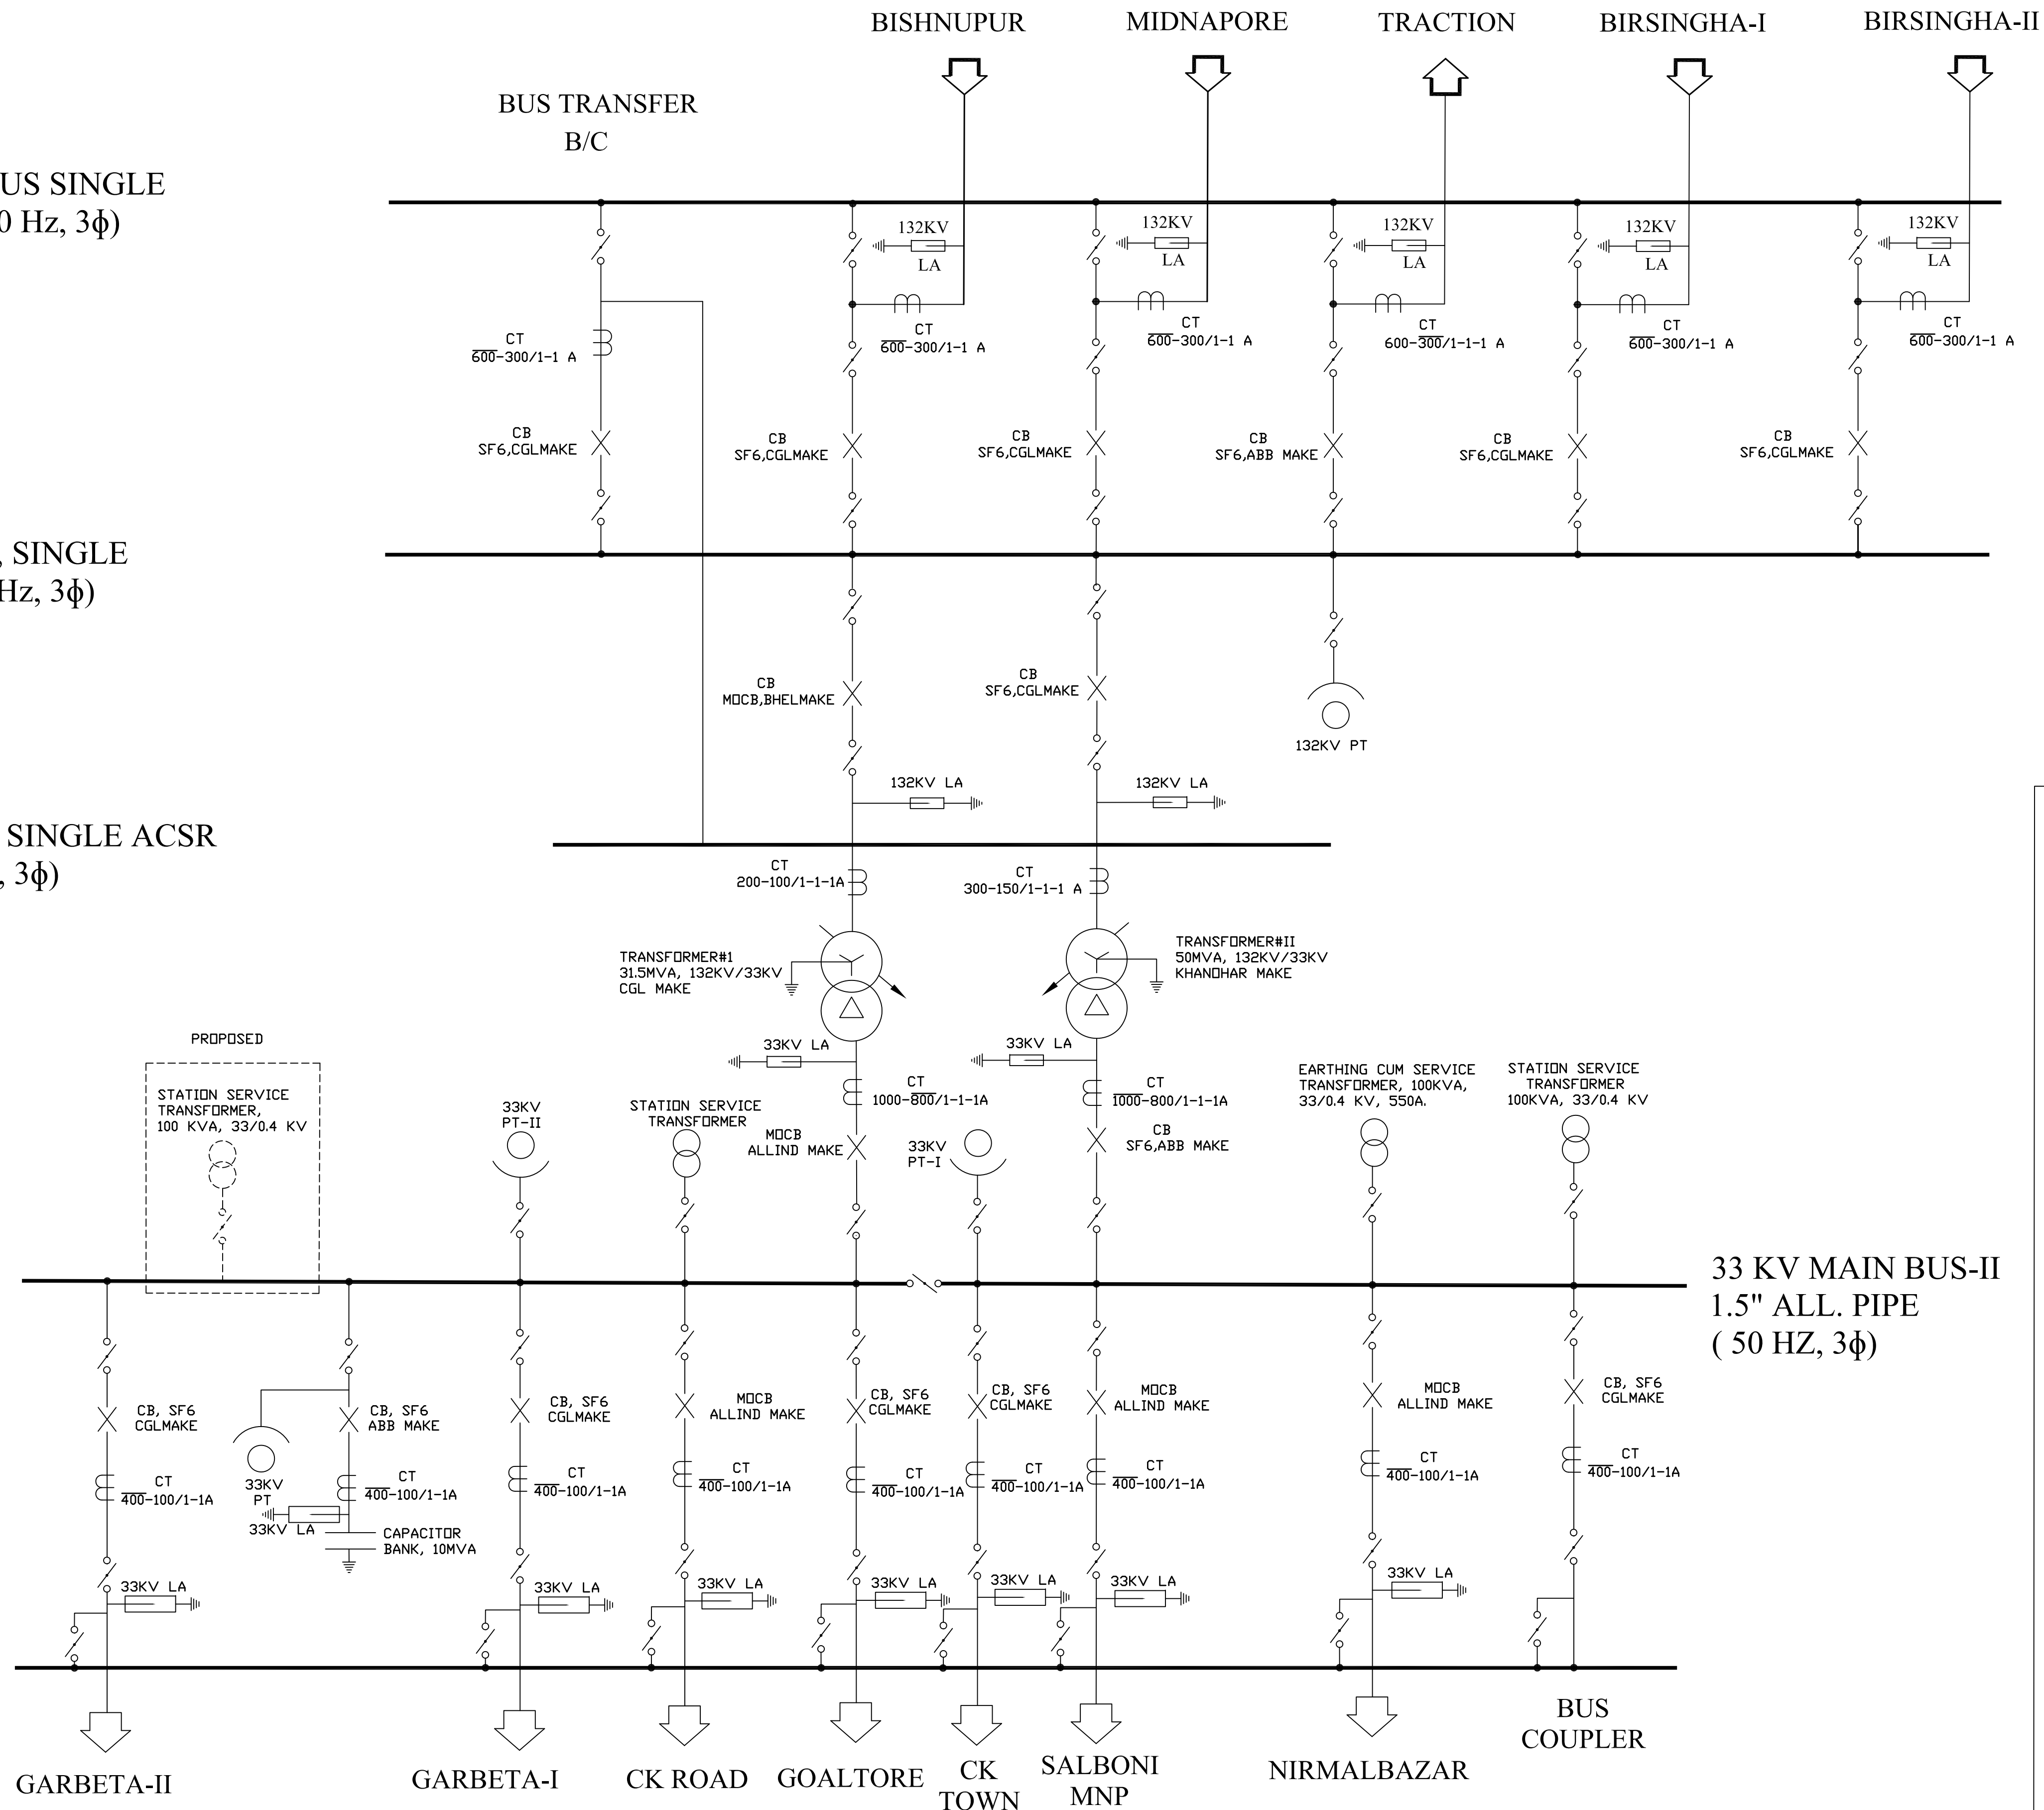 BISHNUPUR
MIDNAPORE
TRACTION
BIRSINGHA-I
BIRSINGHA-II
BUS TRANSFER
B/C
US SINGLE
0 Hz, 3ϕ)
132KV
LA
132KV
LA
132KV
LA
132KV
LA
132KV
LA
CT
600-300/1-1 A
CT
600-300/1-1 A
CT
600-300/1-1 A
CT
600-300/1-1-1 A
CT
600-300/1-1 A
CT
600-300/1-1 A
CB
SF6,CGLMAKE
CB
SF6,CGLMAKE
CB
SF6,CGLMAKE
CB
SF6,ABB MAKE
CB
SF6,CGLMAKE
CB
SF6,CGLMAKE
, SINGLE
Hz, 3ϕ)
CB
MOCB,BHELMAKE
CB
SF6,CGLMAKE
132KV PT
132KV LA
132KV LA
SINGLE ACSR
, 3ϕ)
CT
200-100/1-1-1A
CT
300-150/1-1-1 A
TRANSFORMER#1
31.5MVA, 132KV/33KV
CGL MAKE
TRANSFORMER#II
50MVA, 132KV/33KV
KHANOHAR MAKE
PROPOSED
STATION SERVICE
TRANSFORMER,
100 KVA, 33/0.4 KV
33KV
PT-II
STATION SERVICE
TRANSFORMER
33KV LA
CT
1000-800/1-1-1A
MOCB
ALLIND MAKE
33KV
PT-I
33KV LA
CT
1000-800/1-1-1A
CB
SF6,ABB MAKE
EARTHING CUM SERVICE
TRANSFORMER, 100KVA,
33/0.4 KV, 550A.
STATION SERVICE
TRANSFORMER
100KVA, 33/0.4 KV
33 KV MAIN BUS-II
1.5" ALL. PIPE
( 50 HZ, 3ϕ)
CB, SF6
CGLMAKE
CB, SF6
ABB MAKE
CB, SF6
CGLMAKE
MOCB
ALLIND MAKE
CB, SF6
CGLMAKE
CB, SF6
CGLMAKE
MOCB
ALLIND MAKE
MOCB
ALLIND MAKE
CB, SF6
CGLMAKE
CT
400-100/1-1A
33KV
PT
CT
400-100/1-1A
CT
400-100/1-1A
CT
400-100/1-1A
CT
400-100/1-1A
CT
400-100/1-1A
CT
400-100/1-1A
CT
400-100/1-1A
CT
400-100/1-1A
33KV LA
CAPACITOR
BANK, 10MVA
33KV LA
33KV LA
33KV LA
33KV LA
33KV LA
33KV LA
33KV LA
GARBETA-II
GARBETA-I
CK ROAD
GOALTORE
CK
TOWN
SALBONI
MNP
NIRMALBAZAR
BUS
COUPLER